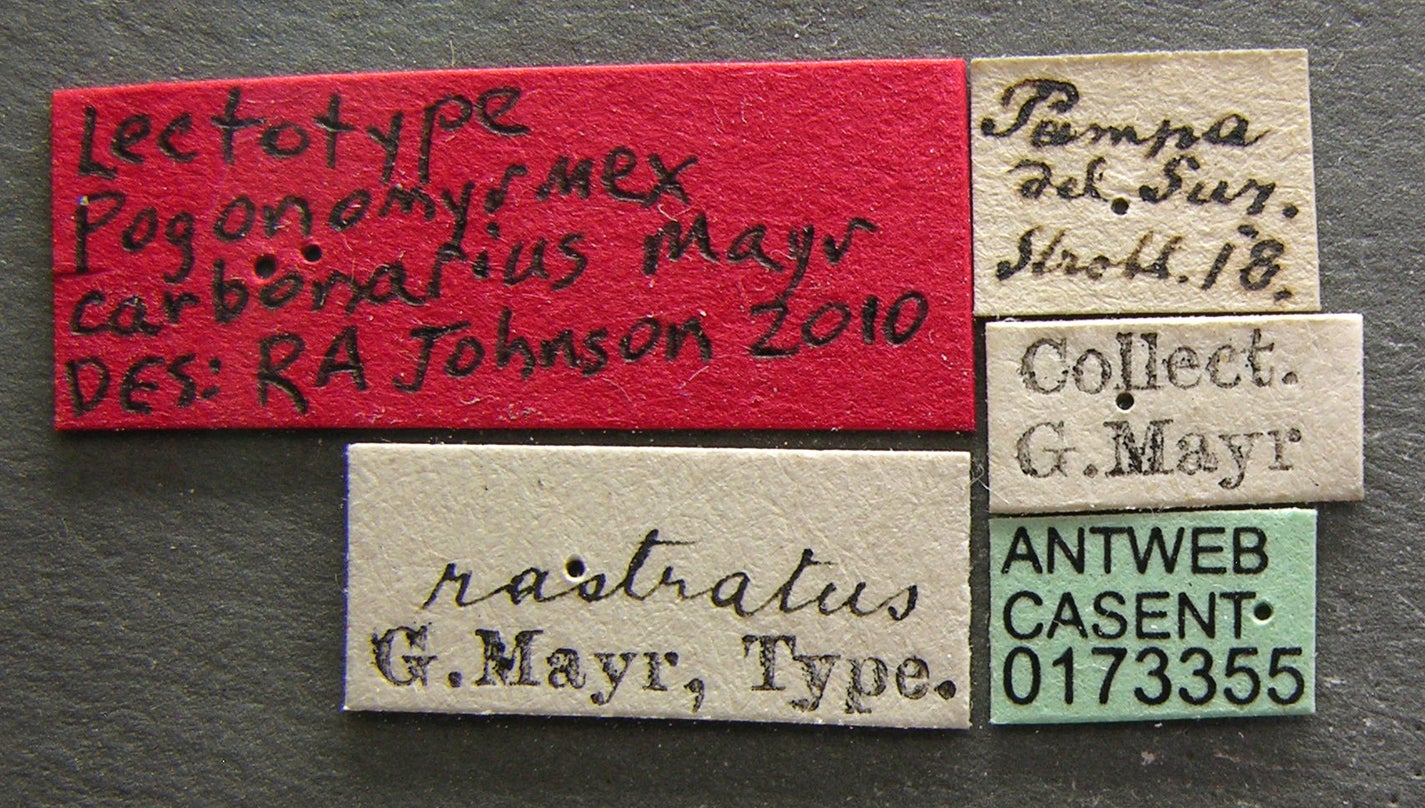 Lectotype
Pogonomyrmex
carbonarius Mayr
DES: RA Johnson 2010
Pampa
del Sur.
Strobl. 18.
Collect.
G.Mayr
rastratus
G.Mayr, Type.
ANTWEB
CASENT
0173355